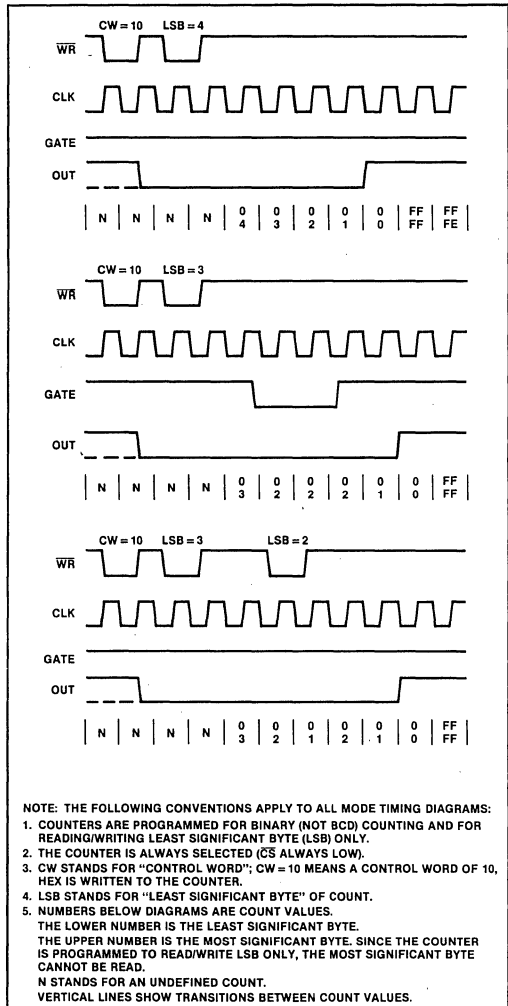 CW = 10 LSB = 4
WR
CLK
GATE
OUT
| N | N | N | N | 0 | 0 | 0 | 0 | 0 | FF | FF |
4 3 2 1 0 FF FE
CW = 10 LSB = 3
WR
CLK
GATE
OUT
| N | N | N | N | 0 | 0 | 0 | 0 | 0 | 0 | FF |
3 2 2 2 1 0 FF
CW = 10 LSB = 3 LSB = 2
WR
CLK
GATE
OUT
| N | N | N | N | 0 | 0 | 0 | 0 | 0 | 0 | FF |
3 2 1 2 1 0 FF
NOTE: THE FOLLOWING CONVENTIONS APPLY TO ALL MODE TIMING DIAGRAMS:
1. COUNTERS ARE PROGRAMMED FOR BINARY (NOT BCD) COUNTING AND FOR
READING/WRITING LEAST SIGNIFICANT BYTE (LSB) ONLY.
2. THE COUNTER IS ALWAYS SELECTED (CS ALWAYS LOW).
3. CW STANDS FOR "CONTROL WORD"; CW = 10 MEANS A CONTROL WORD OF 10,
HEX IS WRITTEN TO THE COUNTER.
4. LSB STANDS FOR "LEAST SIGNIFICANT BYTE" OF COUNT.
5. NUMBERS BELOW DIAGRAMS ARE COUNT VALUES.
THE LOWER NUMBER IS THE LEAST SIGNIFICANT BYTE.
THE UPPER NUMBER IS THE MOST SIGNIFICANT BYTE. SINCE THE COUNTER
IS PROGRAMMED TO READ/WRITE LSB ONLY, THE MOST SIGNIFICANT BYTE
CANNOT BE READ.
N STANDS FOR AN UNDEFINED COUNT.
VERTICAL LINES SHOW TRANSITIONS BETWEEN COUNT VALUES.